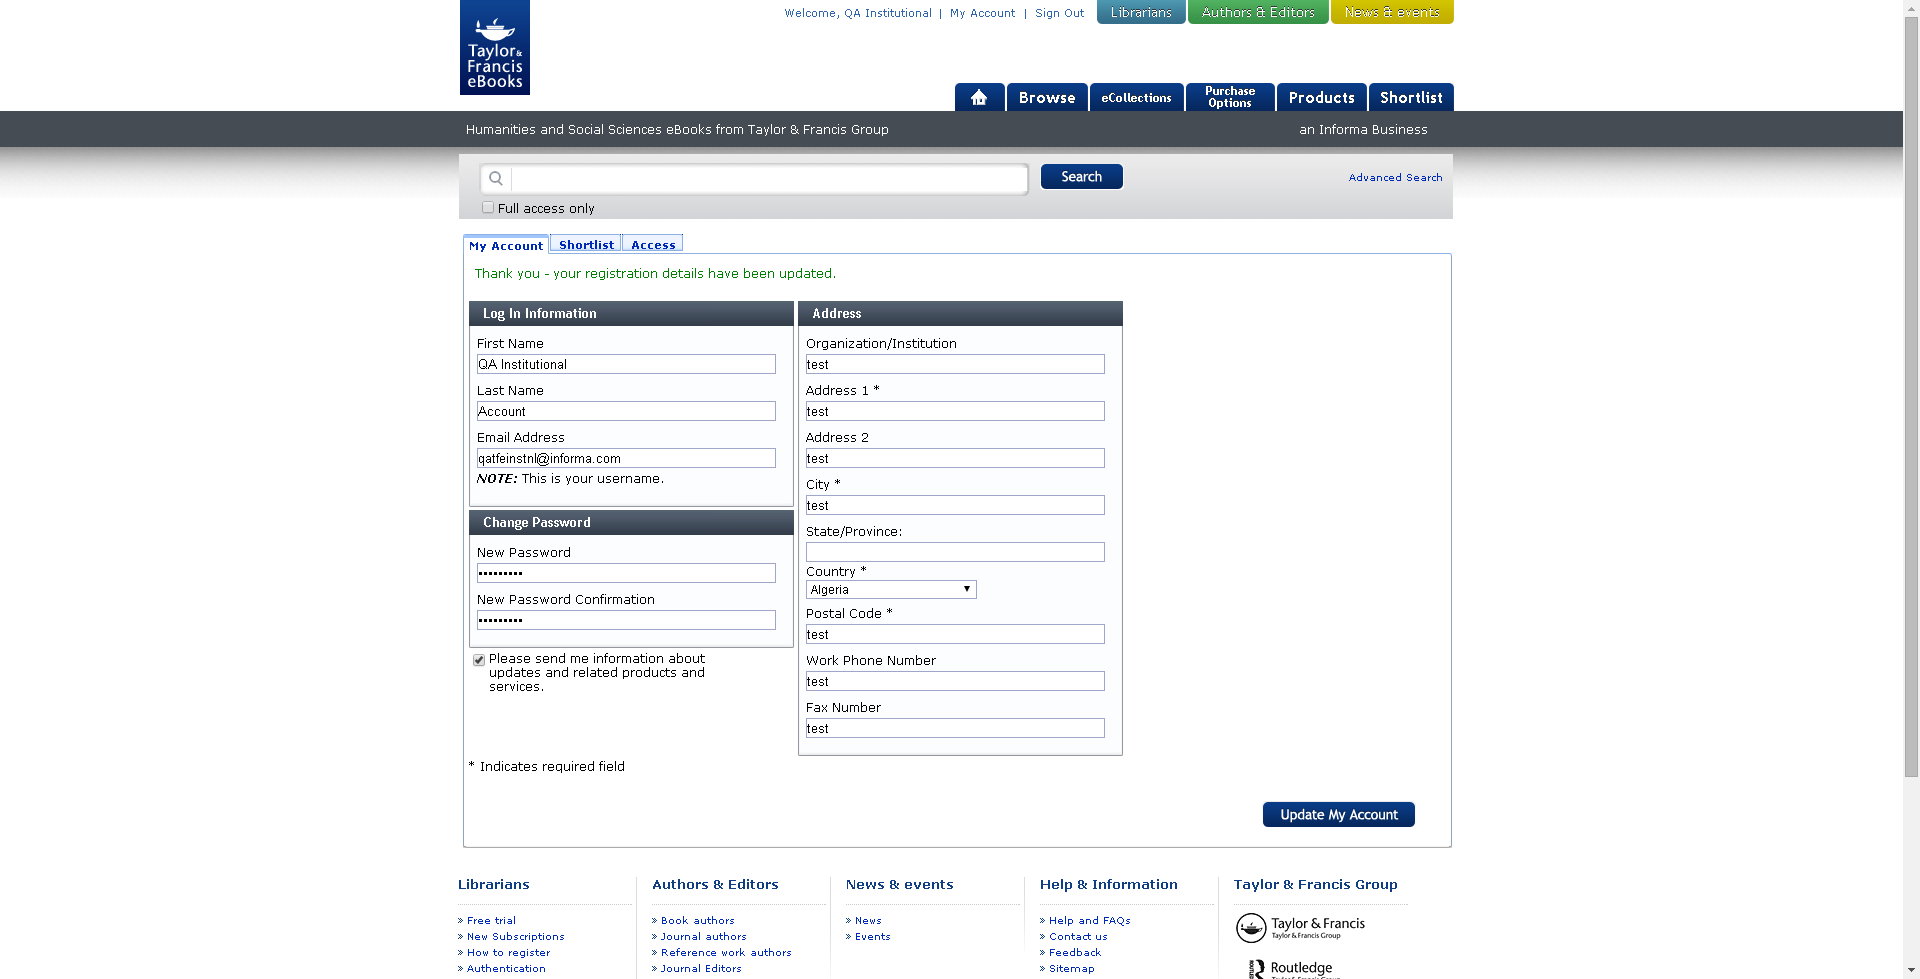 Taylor &
Francis
eBooks
Welcome, QA Institutional | My Account | Sign Out
Librarians
Authors & Editors
News & events
Browse
eCollections
Purchase
Options
Products
Shortlist
Humanities and Social Sciences eBooks from Taylor & Francis Group
an Informa Business
Search
Advanced Search
Full access only
My Account
Shortlist
Access
Thank you - your registration details have been updated.
Log In Information
First Name
QA Institutional
Last Name
Account
Email Address
qatfeinstnl@informa.com
NOTE: This is your username.
Change Password
New Password
•••••••••
New Password Confirmation
•••••••••
Please send me information about
updates and related products and
services.
Address
Organization/Institution
test
Address 1 *
test
Address 2
test
City *
test
State/Province:
Country *
Algeria
Postal Code *
test
Work Phone Number
test
Fax Number
test
* Indicates required field
Update My Account
Librarians
» Free trial
» New Subscriptions
» How to register
» Authentication
Authors & Editors
» Book authors
» Journal authors
» Reference work authors
» Journal Editors
News & events
» News
» Events
Help & Information
» Help and FAQs
» Contact us
» Feedback
» Sitemap
Taylor & Francis Group
Taylor & Francis
Taylor & Francis Group
Routledge